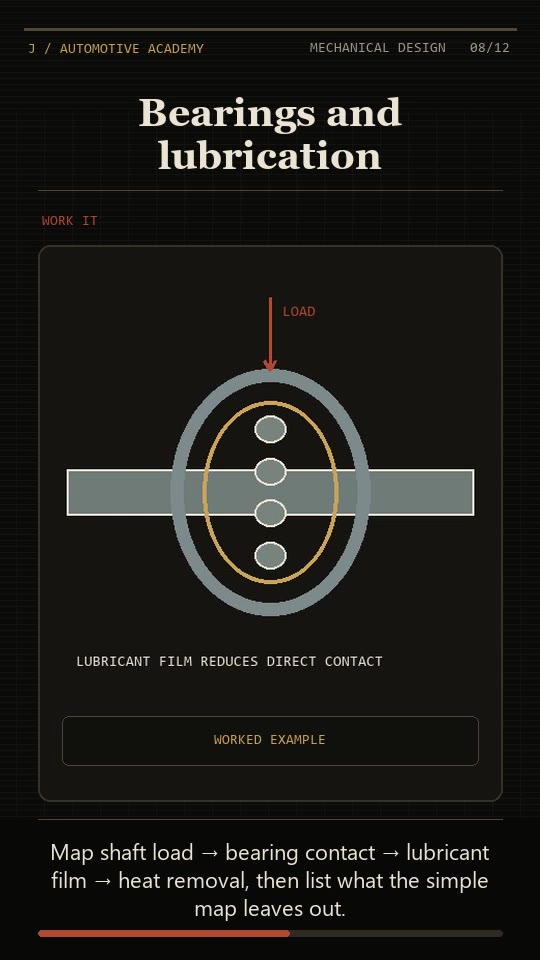 J / AUTOMOTIVE ACADEMY
MECHANICAL DESIGN 08/12
Bearings and
lubrication
WORK IT
LOAD
LUBRICANT FILM REDUCES DIRECT CONTACT
WORKED EXAMPLE
Map shaft load → bearing contact → lubricant
film → heat removal, then list what the simple
map leaves out.